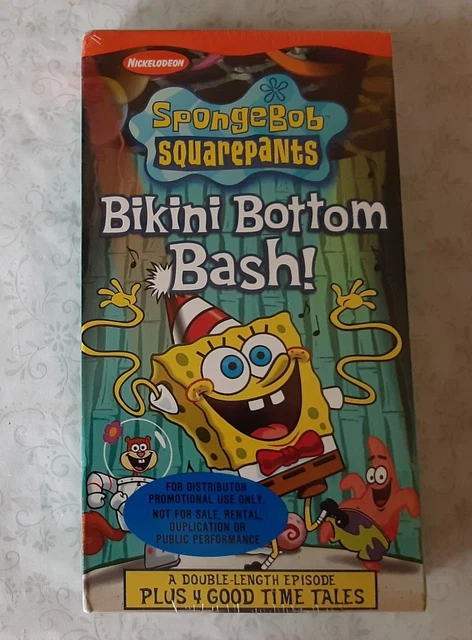 NICKELODEON
SpongeBob™
SQUAREPANTS
Bikini Bottom
Bash!
FOR DISTRIBUTOR
PROMOTIONAL USE ONLY.
NOT FOR SALE, RENTAL,
DUPLICATION OR
PUBLIC PERFORMANCE
A DOUBLE-LENGTH EPISODE
PLUS 4 GOOD TIME TALES